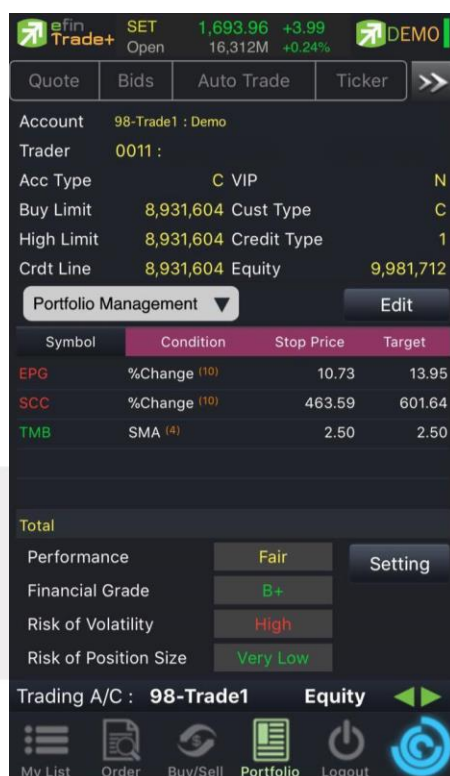 efin SET 1,693.96 +3.99 DEMO
Trade+ Open 16,312M +0.24%
Quote Bids Auto Trade Ticker >>
Account 98-Trade1 : Demo
Trader 0011 :
Acc Type C VIP N
Buy Limit 8,931,604 Cust Type C
High Limit 8,931,604 Credit Type 1
Crdt Line 8,931,604 Equity 9,981,712
Portfolio Management ▼ Edit
Symbol Condition Stop Price Target
EPG %Change (10) 10.73 13.95
SCC %Change (10) 463.59 601.64
TMB SMA (4) 2.50 2.50
Total
Performance Fair Setting
Financial Grade B+
Risk of Volatility High
Risk of Position Size Very Low
Trading A/C : 98-Trade1 Equity
My List Order Buy/Sell Portfolio Logout